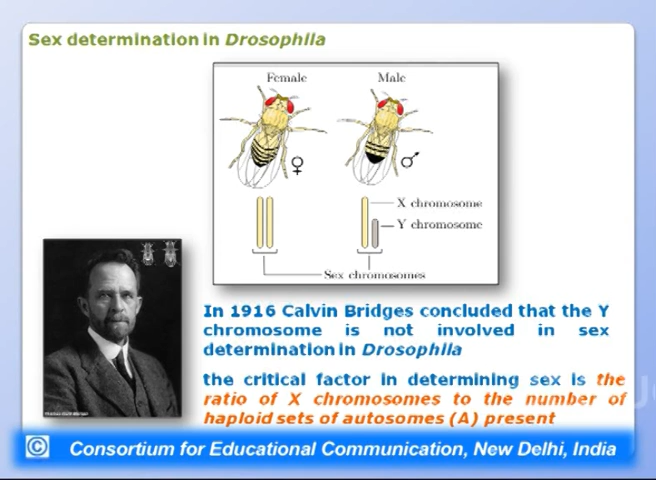 Sex determination in Drosophila
Female Male
♀ ♂
X chromosome
Y chromosome
Sex chromosomes
In 1916 Calvin Bridges concluded that the Y
chromosome is not involved in sex
determination in Drosophila
the critical factor in determining sex is the
ratio of X chromosomes to the number of
haploid sets of autosomes (A) present
© Consortium for Educational Communication, New Delhi, India